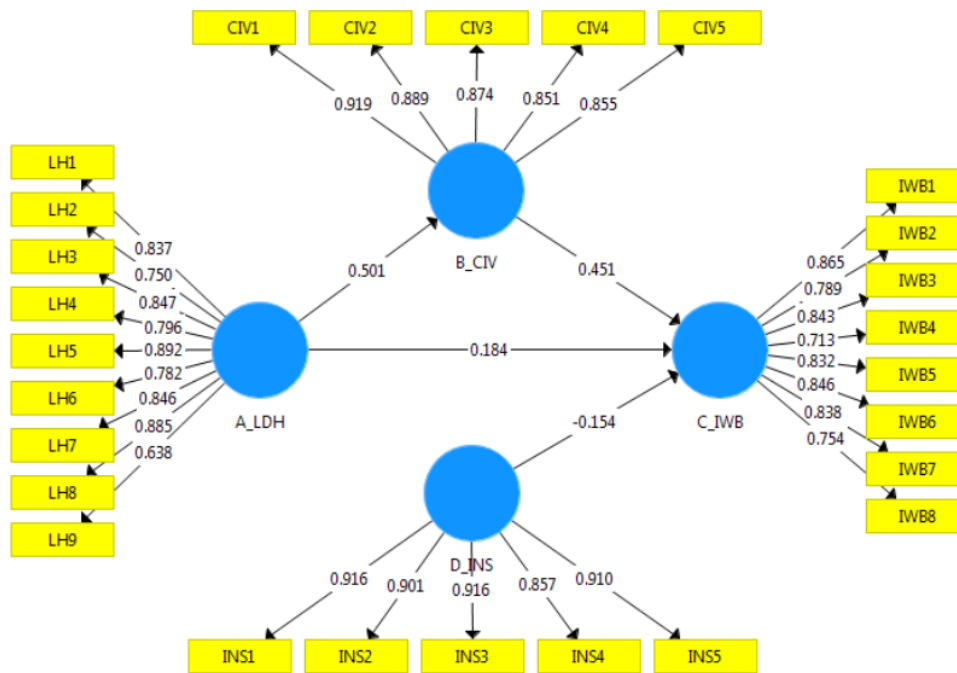 CIV1 CIV2 CIV3 CIV4 CIV5
0.919 0.889 0.874 0.851 0.855
B_CIV
LH1
LH2
LH3
LH4
LH5
LH6
LH7
LH8
LH9
0.837
0.750
0.847
0.796
0.892
0.782
0.846
0.885
0.638
A_LDH
0.501
0.451
0.184
-0.154
C_IWB
0.865
0.789
0.843
0.713
0.832
0.846
0.838
0.754
IWB1
IWB2
IWB3
IWB4
IWB5
IWB6
IWB7
IWB8
D_INS
0.916 0.901 0.916 0.857 0.910
INS1 INS2 INS3 INS4 INS5